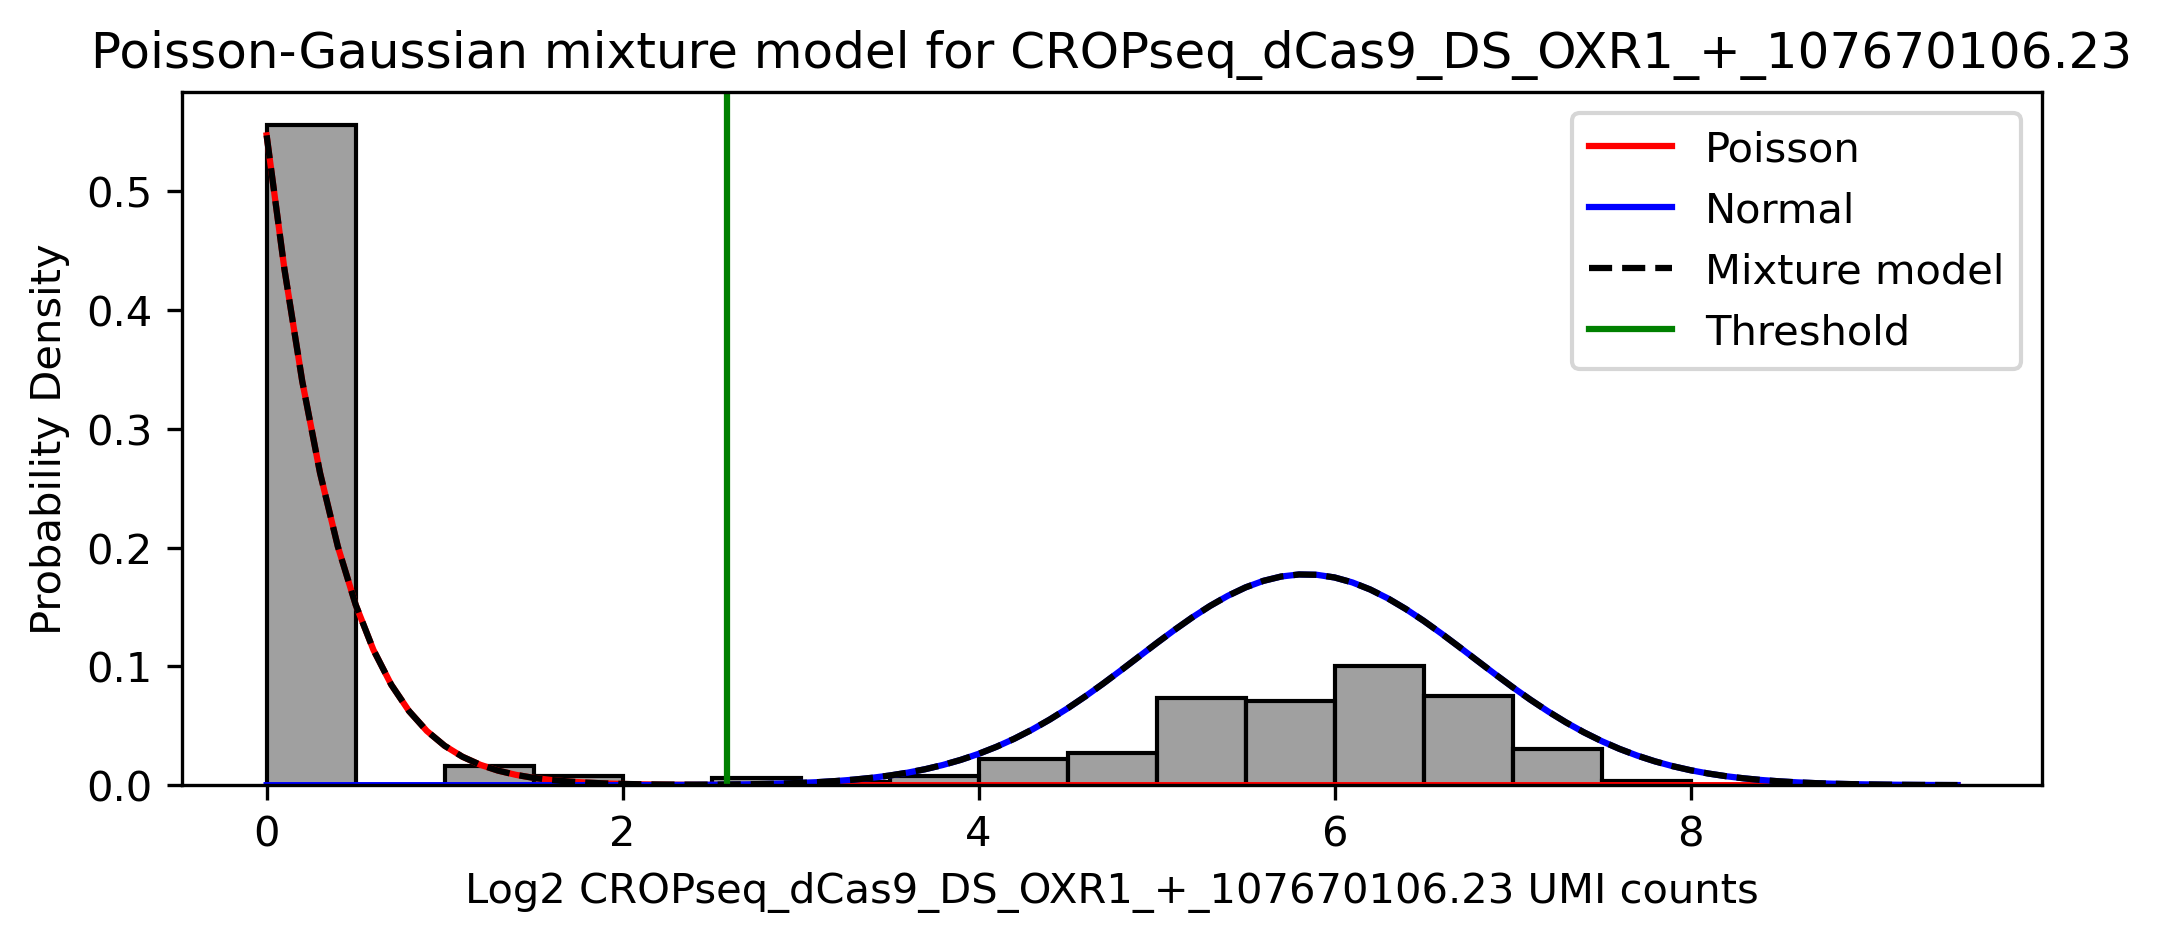 Poisson-Gaussian mixture model for CROPseq_dCas9_DS_OXR1_+_107670106.23
Poisson
Normal
Mixture model
Threshold
Probability Density
0.5
0.4
0.3
0.2
0.1
0.0
0 2 4 6 8
Log2 CROPseq_dCas9_DS_OXR1_+_107670106.23 UMI counts